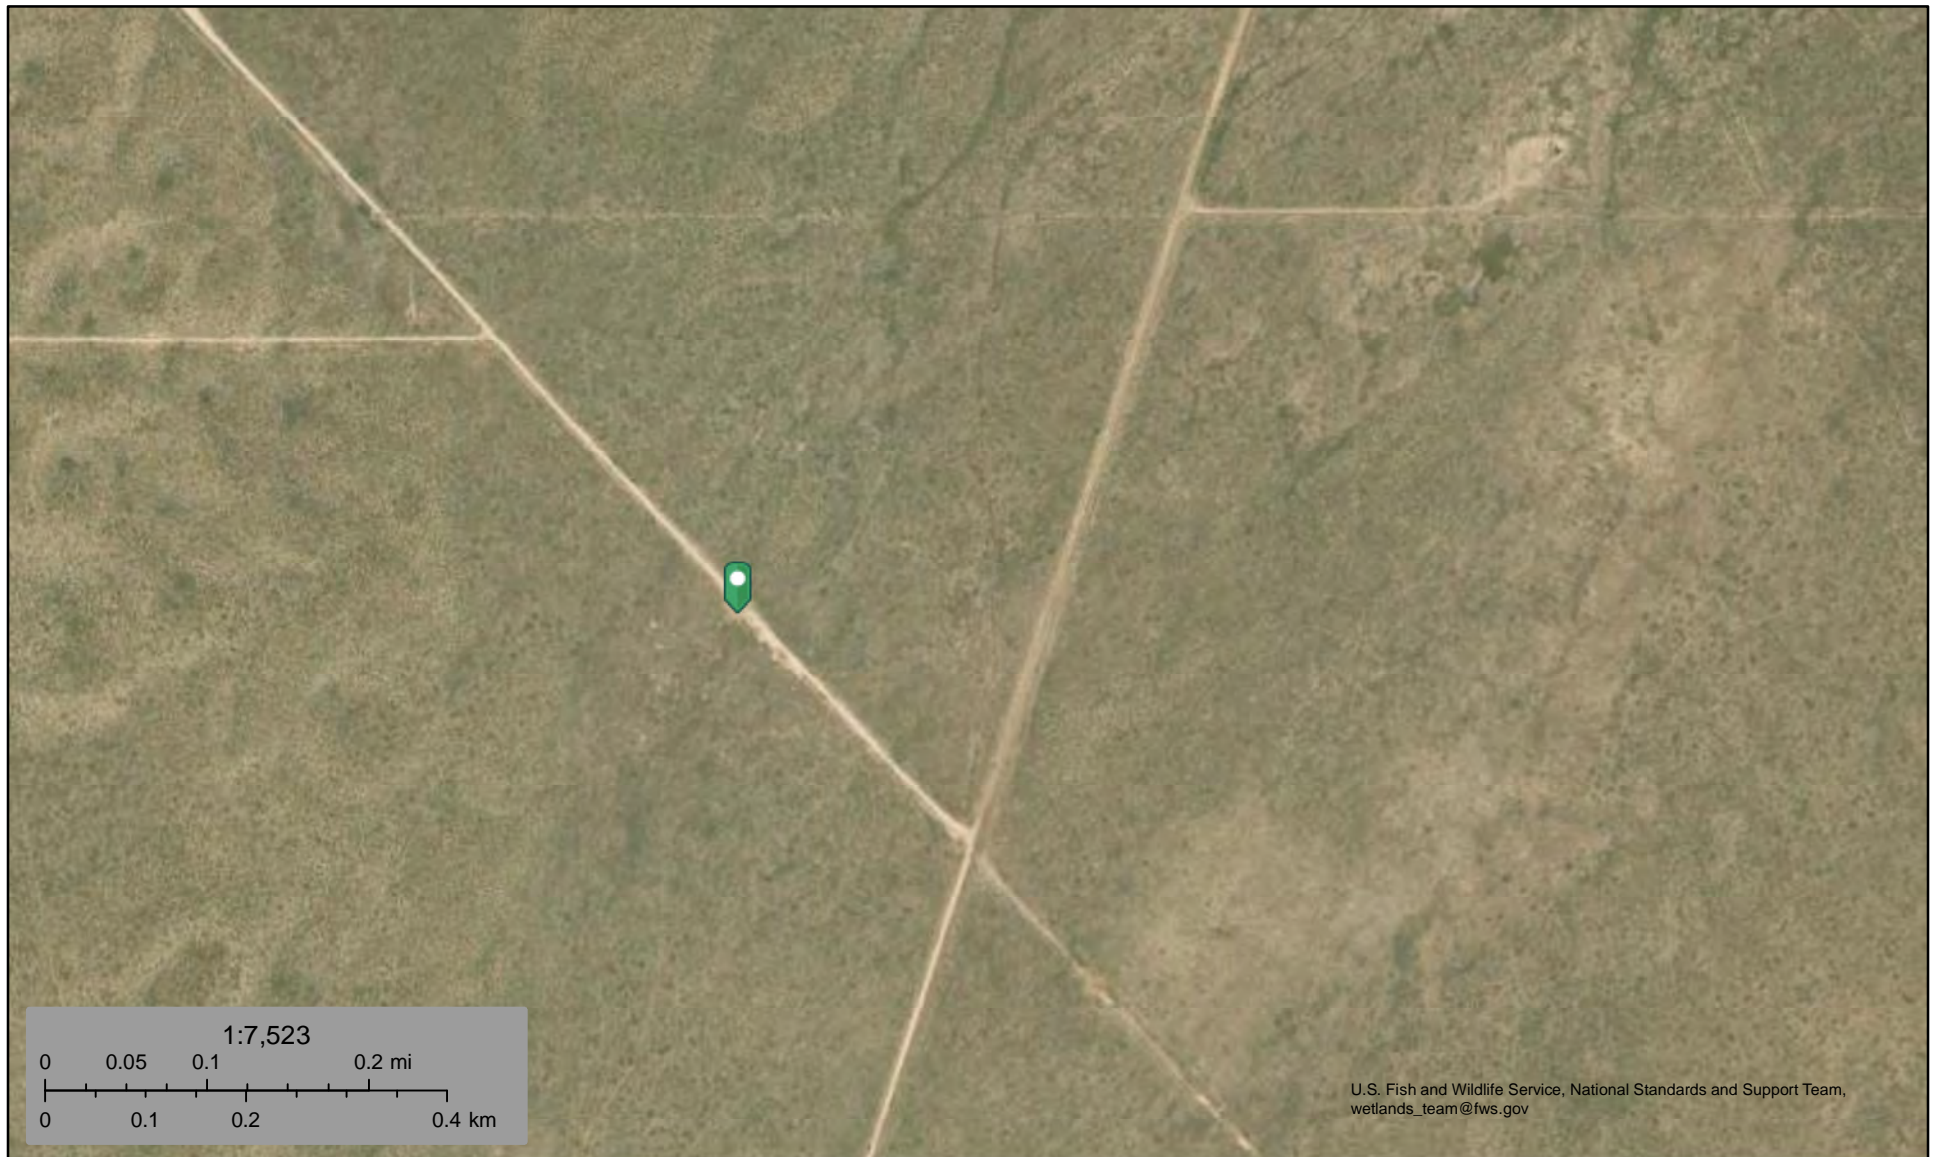 1:7,523
0 0.05 0.1 0.2 mi
0 0.1 0.2 0.4 km
U.S. Fish and Wildlife Service, National Standards and Support Team,
wetlands_team@fws.gov